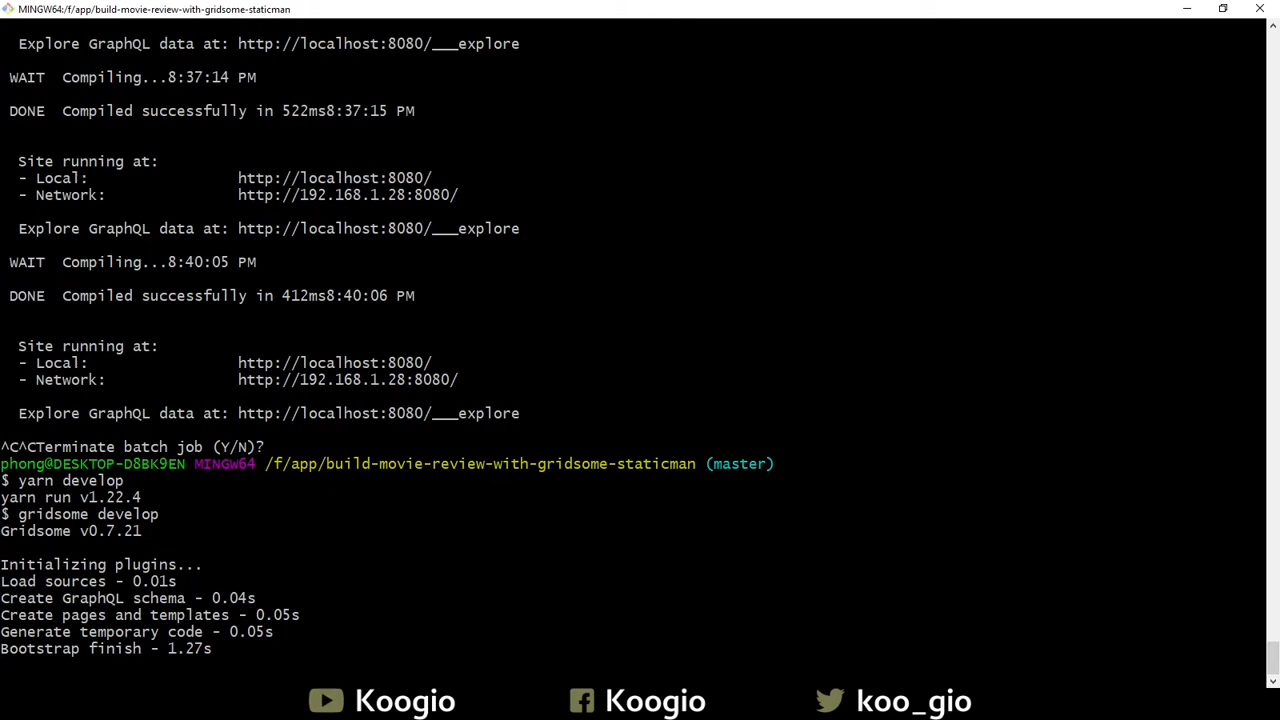 MINGW64:/f/app/build-movie-review-with-gridsome-staticman
Explore GraphQL data at: http://localhost:8080/___explore
WAIT  Compiling...8:37:14 PM
DONE  Compiled successfully in 522ms8:37:15 PM
Site running at:
- Local:                 http://localhost:8080/
- Network:               http://192.168.1.28:8080/
Explore GraphQL data at: http://localhost:8080/___explore
WAIT  Compiling...8:40:05 PM
DONE  Compiled successfully in 412ms8:40:06 PM
Site running at:
- Local:                 http://localhost:8080/
- Network:               http://192.168.1.28:8080/
Explore GraphQL data at: http://localhost:8080/___explore
^C^CTerminate batch job (Y/N)?
phong@DESKTOP-D8BK9EN MINGW64 /f/app/build-movie-review-with-gridsome-staticman (master)
$ yarn develop
yarn run v1.22.4
$ gridsome develop
Gridsome v0.7.21
Initializing plugins...
Load sources - 0.01s
Create GraphQL schema - 0.04s
Create pages and templates - 0.05s
Generate temporary code - 0.05s
Bootstrap finish - 1.27s
Koogio Koogio koo_gio